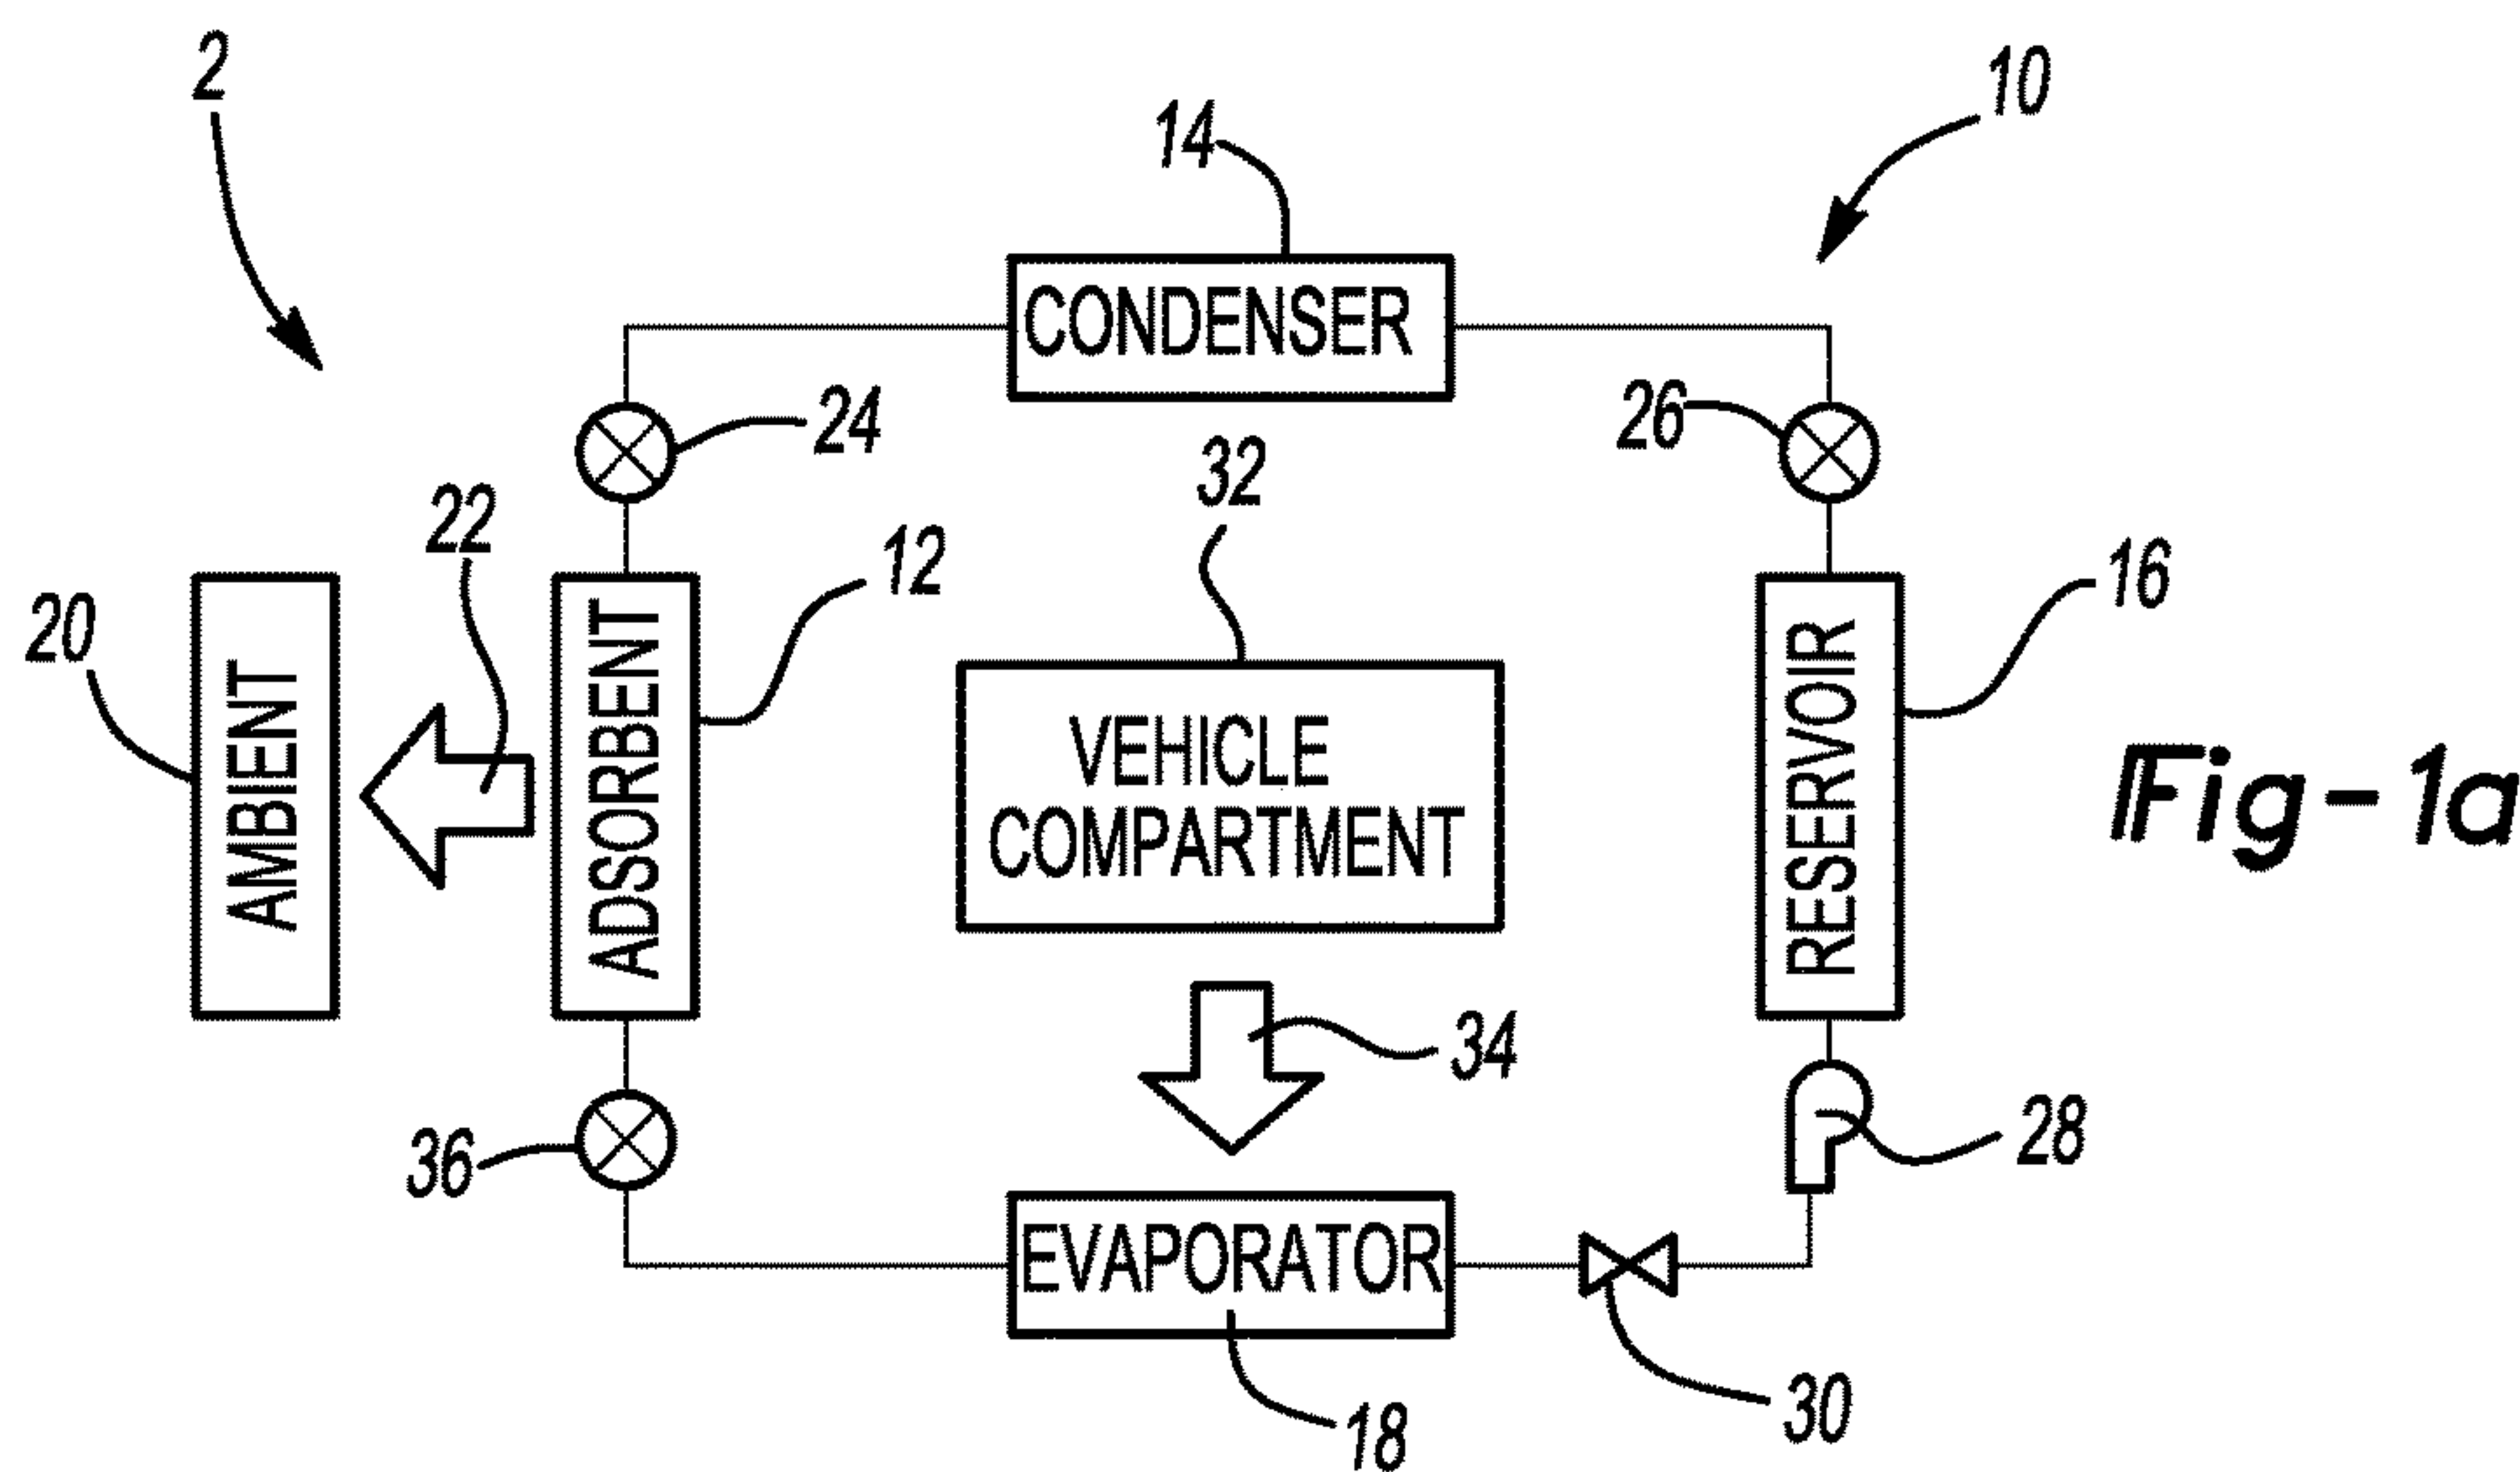 2
10
14
CONDENSER
24
26
32
22
12
16
20
AMBIENT
ADSORBENT
VEHICLE
COMPARTMENT
RESERVOIR
Fig-1a
34
28
36
EVAPORATOR
30
18